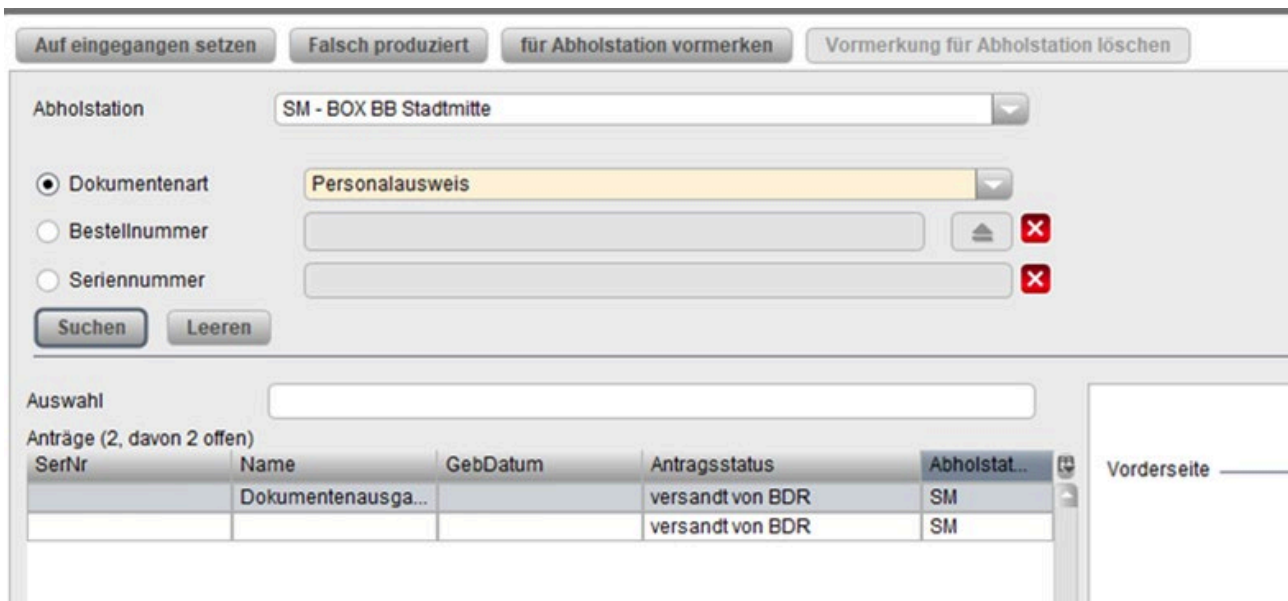 Auf eingegangen setzen Falsch produziert für Abholstation vormerken Vormerkung für Abholstation löschen
Abholstation SM - BOX BB Stadtmitte
Dokumentenart Personalausweis
Bestellnummer
Seriennummer
Suchen Leeren
Auswahl
Anträge (2, davon 2 offen)
SerNr Name GebDatum Antragsstatus Abholstat...
Vorderseite
Dokumentenausga... versandt von BDR SM
versandt von BDR SM